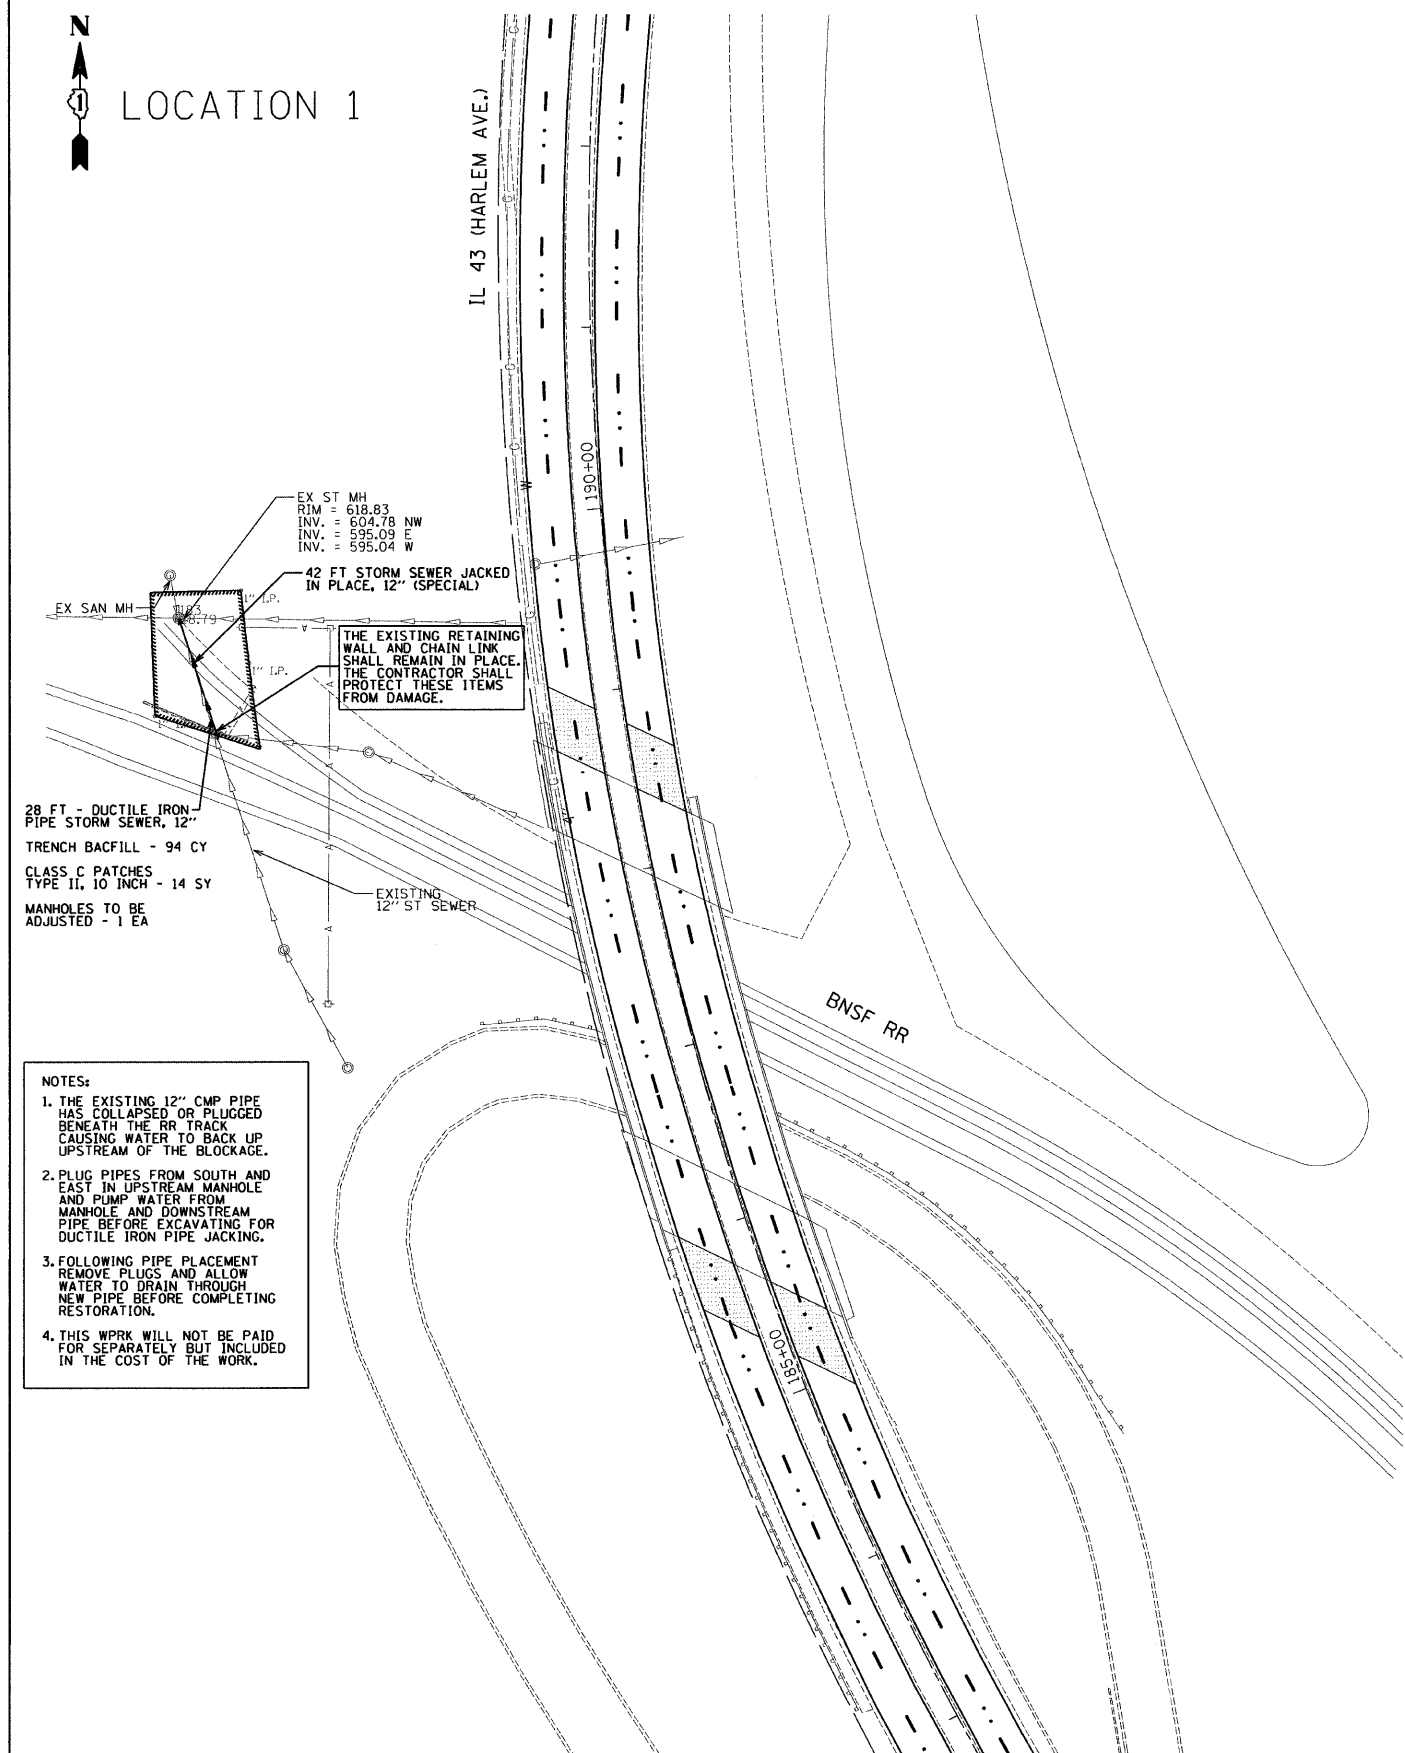 N
1
LOCATION 1
IL 43 (HARLEM AVE.)
190+00
EX ST MH
RIM = 618.83
INV. = 604.78 NW
INV. = 595.09 E
INV. = 595.04 W
42 FT STORM SEWER JACKED
IN PLACE, 12" (SPECIAL)
EX SAN MH
1" I.P.
THE EXISTING RETAINING
WALL AND CHAIN LINK
SHALL REMAIN IN PLACE.
THE CONTRACTOR SHALL
PROTECT THESE ITEMS
FROM DAMAGE.
1" I.P.
28 FT - DUCTILE IRON
PIPE STORM SEWER, 12"
TRENCH BACFILL - 94 CY
CLASS C PATCHES
TYPE II, 10 INCH - 14 SY
MANHOLES TO BE
ADJUSTED - 1 EA
EXISTING
12" ST SEWER
BNSF RR
NOTES:
1. THE EXISTING 12" CMP PIPE
HAS COLLAPSED OR PLUGGED
BENEATH THE RR TRACK
CAUSING WATER TO BACK UP
UPSTREAM OF THE BLOCKAGE.
2. PLUG PIPES FROM SOUTH AND
EAST IN UPSTREAM MANHOLE
AND PUMP WATER FROM
MANHOLE AND DOWNSTREAM
PIPE BEFORE EXCAVATING FOR
DUCTILE IRON PIPE JACKING.
3. FOLLOWING PIPE PLACEMENT
REMOVE PLUGS AND ALLOW
WATER TO DRAIN THROUGH
NEW PIPE BEFORE COMPLETING
RESTORATION.
4. THIS WPRK WILL NOT BE PAID
FOR SEPARATELY BUT INCLUDED
IN THE COST OF THE WORK.
185+00